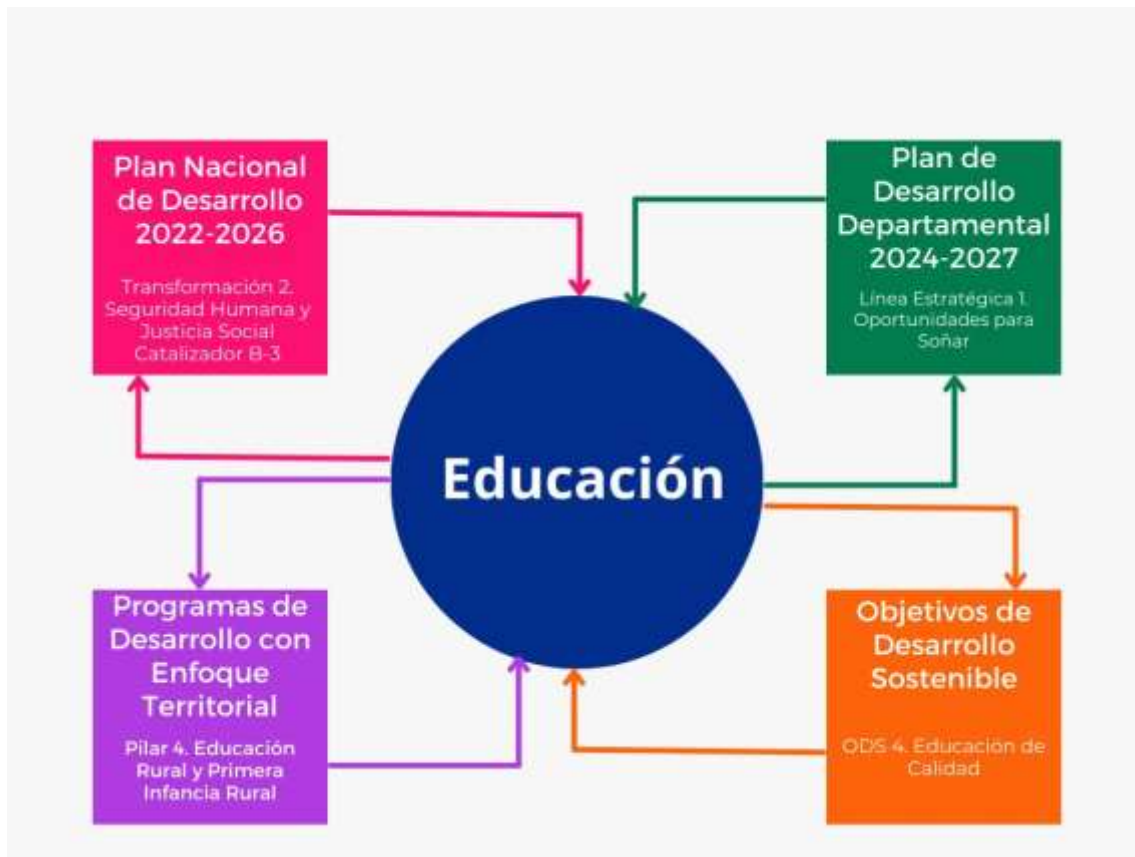 Plan Nacional
de Desarrollo
2022-2026
Transformación 2.
Seguridad Humana y
Justicia Social
Catalizador B-3
Plan de
Desarrollo
Departamental
2024-2027
Línea Estratégica 1.
Oportunidades para
Soñar
Educación
Programas de
Desarrollo con
Enfoque
Territorial
Pilar 4. Educación
Rural y Primera
Infancia Rural
Objetivos de
Desarrollo
Sostenible
ODS 4. Educación de
Calidad